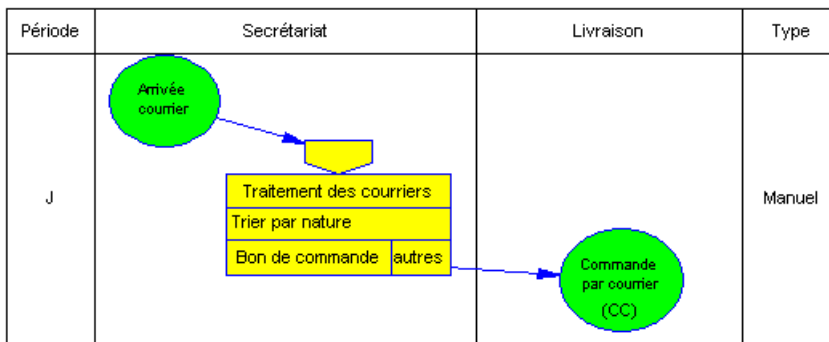 Période
Secrétariat
Livraison
Type
Arrivée
courrier
Traitement des courriers
J
Manuel
Trier par nature
Bon de commande
autres
Commande
par courrier
(CC)